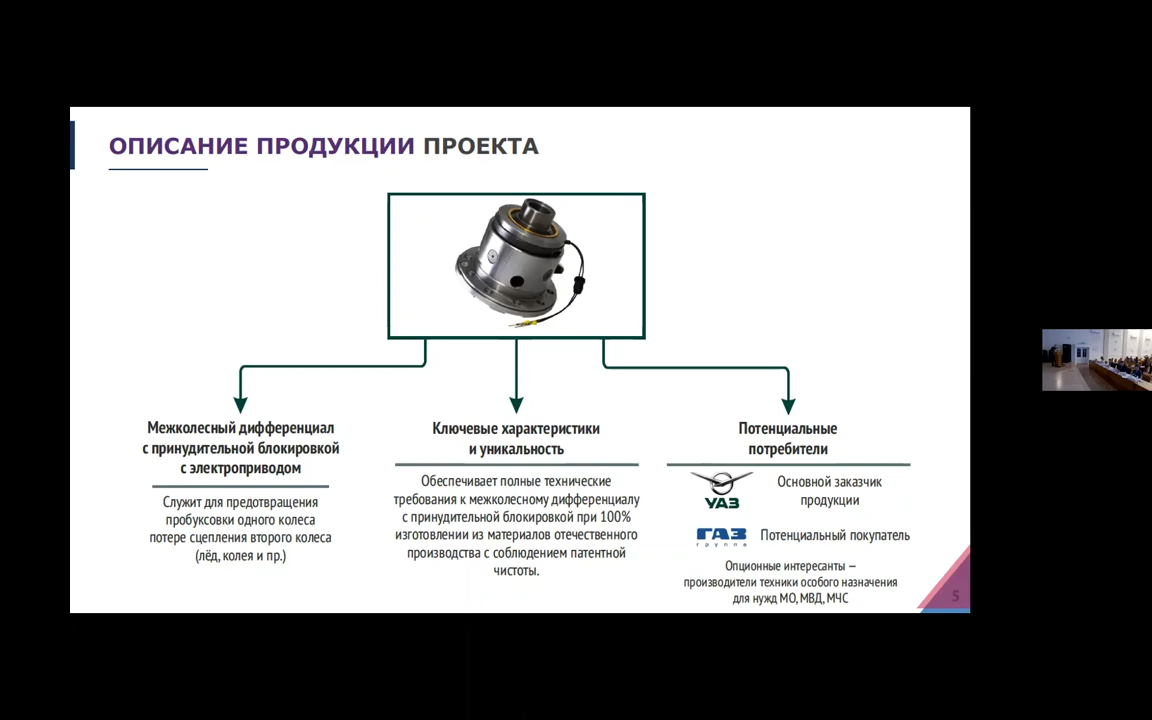 ОПИСАНИЕ ПРОДУКЦИИ ПРОЕКТА
Межколесный дифференциал
с принудительной блокировкой
с электроприводом
Служит для предотвращения
пробуксовки одного колеса
потере сцепления второго колеса
(лёд, колея и пр.)
Ключевые характеристики
и уникальность
Обеспечивает полные технические
требования к межколесному дифференциалу
с принудительной блокировкой при 100%
изготовлении из материалов отечественного
производства с соблюдением патентной
чистоты.
Потенциальные
потребители
УАЗ
Основной заказчик
продукции
ГАЗ
группа
Потенциальный покупатель
Опционные интересанты —
производители техники особого назначения
для нужд МО, МВД, МЧС
5